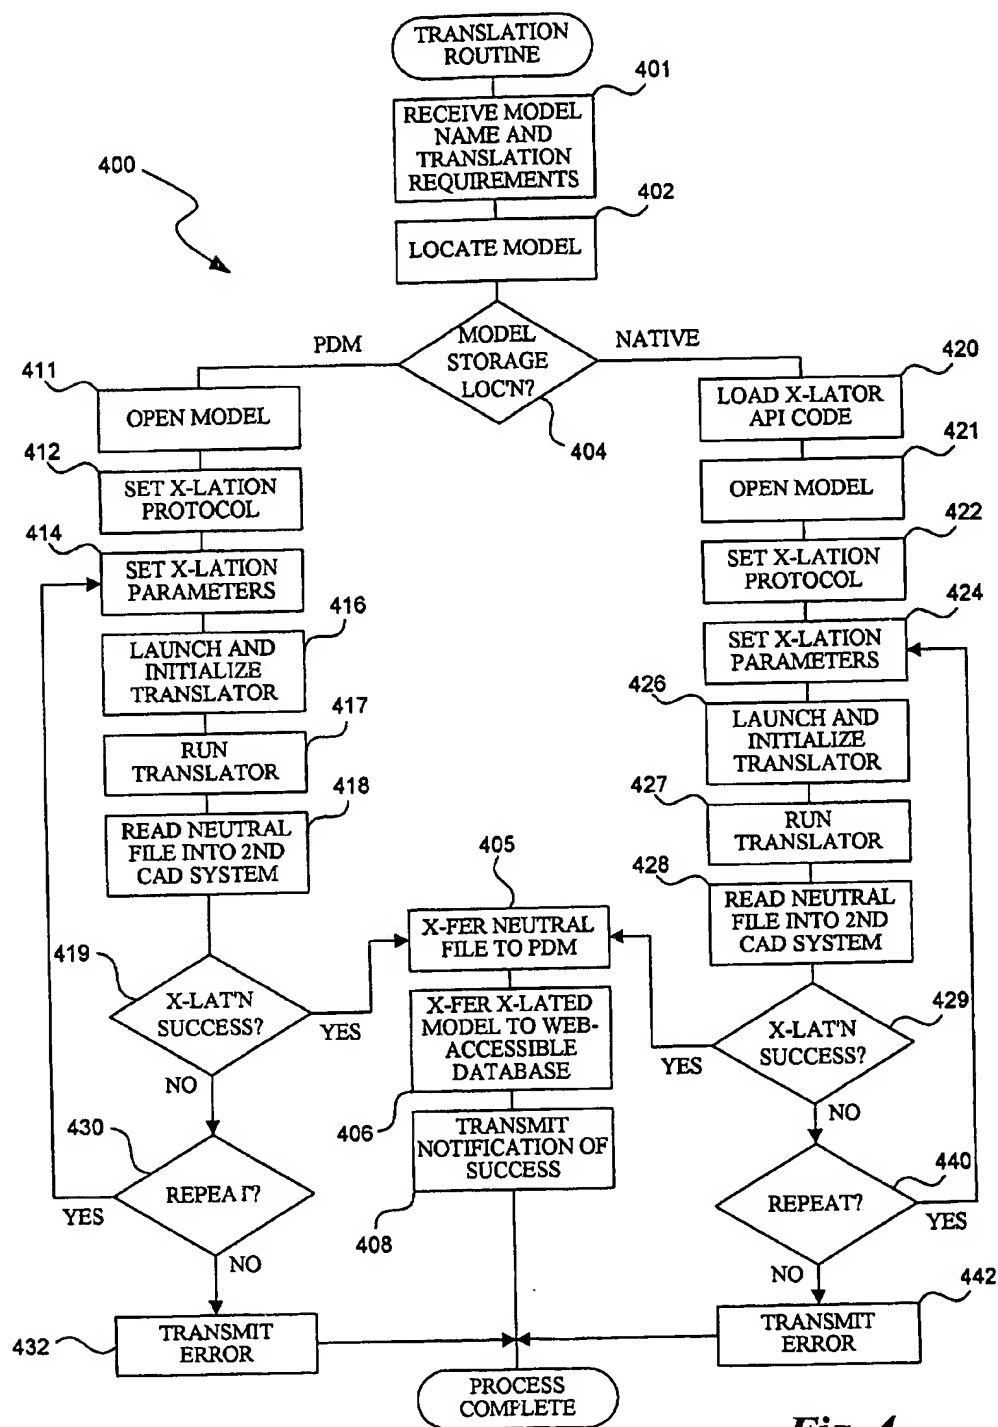 TRANSLATION
ROUTINE
401
RECEIVE MODEL
NAME AND
TRANSLATION
REQUIREMENTS
400
402
LOCATE MODEL
MODEL
STORAGE
LOC'N?
PDM
NATIVE
404
411
OPEN MODEL
412
SET X-LATION
PROTOCOL
414
SET X-LATION
PARAMETERS
416
LAUNCH AND
INITIALIZE
TRANSLATOR
417
RUN
TRANSLATOR
418
READ NEUTRAL
FILE INTO 2ND
CAD SYSTEM
419
X-LAT'N
SUCCESS?
YES
NO
430
REPEAT?
YES
NO
432
TRANSMIT
ERROR
405
X-FER NEUTRAL
FILE TO PDM
X-FER X-LATED
MODEL TO WEB-
ACCESSIBLE
DATABASE
406
TRANSMIT
NOTIFICATION OF
SUCCESS
408
420
LOAD X-LATOR
API CODE
421
OPEN MODEL
422
SET X-LATION
PROTOCOL
424
SET X-LATION
PARAMETERS
426
LAUNCH AND
INITIALIZE
TRANSLATOR
427
RUN
TRANSLATOR
428
READ NEUTRAL
FILE INTO 2ND
CAD SYSTEM
429
X-LAT'N
SUCCESS?
YES
NO
440
REPEAT?
YES
NO
442
TRANSMIT
ERROR
PROCESS
COMPLETE